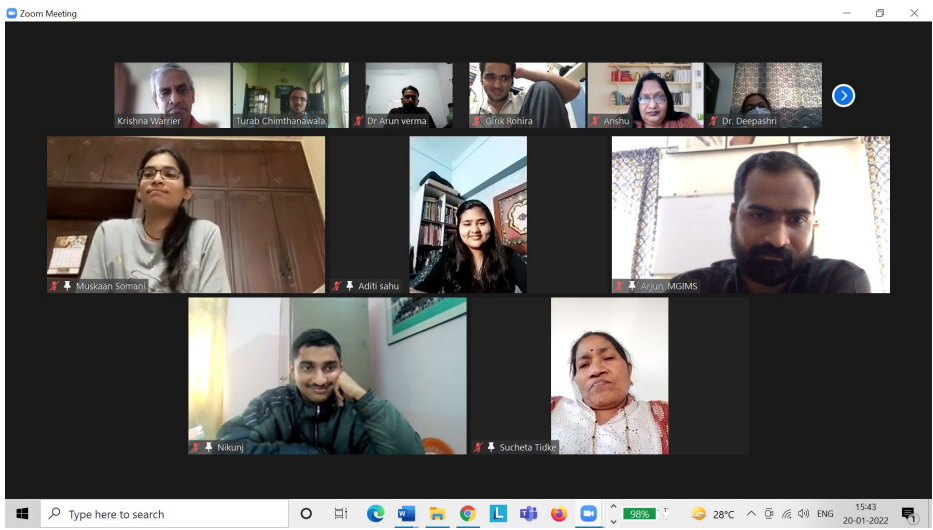 Zoom Meeting
Krishna Warrier
Turab Chimthanawala
Dr Arun verma
Girik Rohira
Anshu
Dr. Deepashri
Muskaan Somani
Aditi sahu
Arjun, MGIMS
Nikunj
Sucheta Tidke
Type here to search
98%
28°C
ENG
15:43
20-01-2022
1